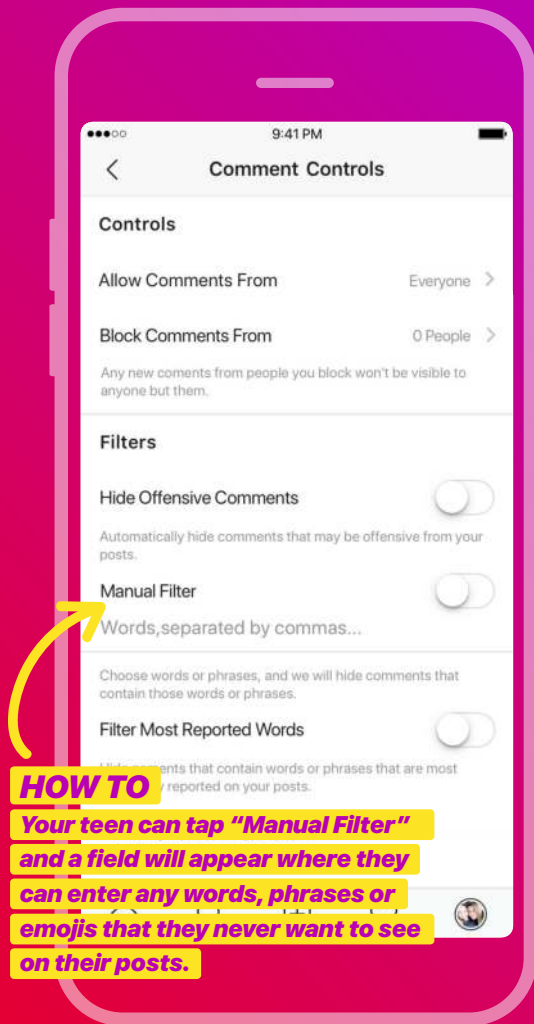 9:41 PM
Comment Controls
Controls
Allow Comments From Everyone
Block Comments From 0 People
Any new coments from people you block won't be visible to
anyone but them.
Filters
Hide Offensive Comments
Automatically hide comments that may be offensive from your
posts.
Manual Filter
Words,separated by commas...
Choose words or phrases, and we will hide comments that
contain those words or phrases.
Filter Most Reported Words
that contain words or phrases that are most
reported on your posts.
HOW TO
Your teen can tap “Manual Filter”
and a field will appear where they
can enter any words, phrases or
emojis that they never want to see
on their posts.